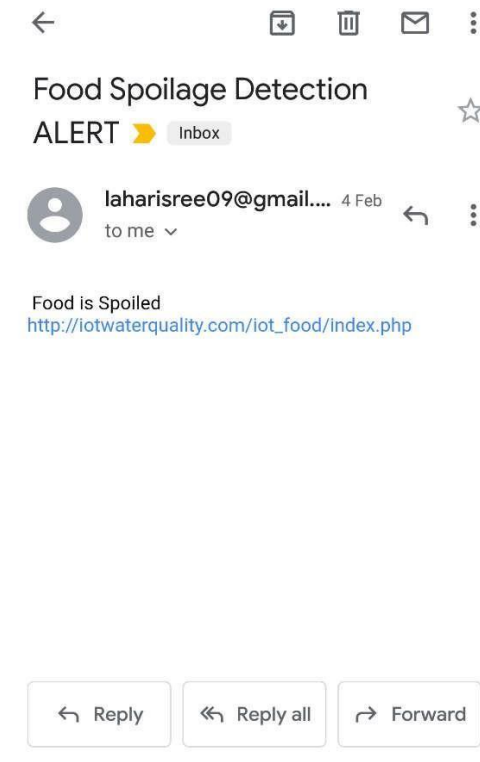 Food Spoilage Detection
ALERT Inbox
laharisree09@gmail.... 4 Feb
to me
Food is Spoiled
http://iotwaterquality.com/iot_food/index.php
Reply Reply all Forward